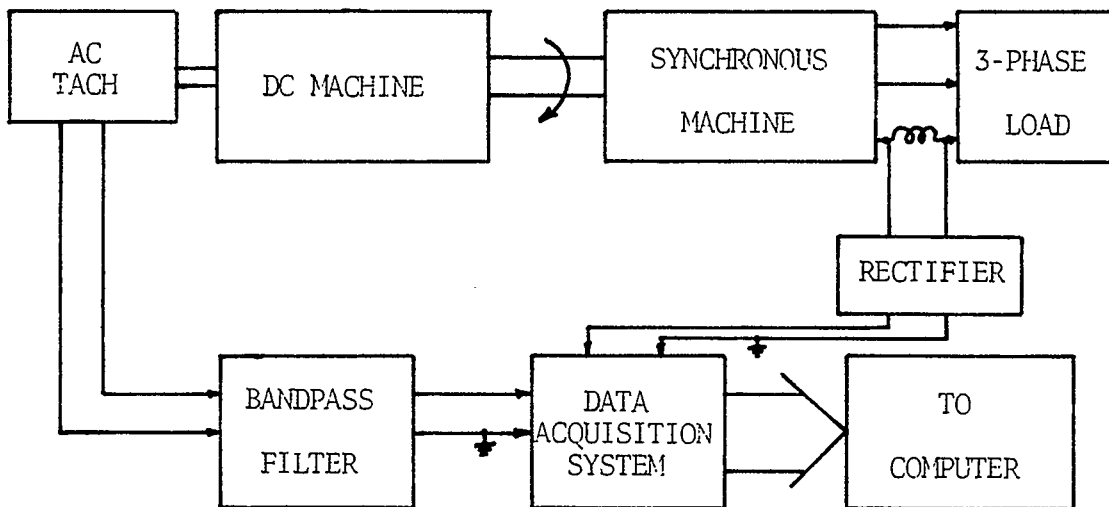 AC
TACH
DC MACHINE
SYNCHRONOUS
MACHINE
3-PHASE
LOAD
RECTIFIER
BANDPASS
FILTER
DATA
ACQUISITION
SYSTEM
TO
COMPUTER